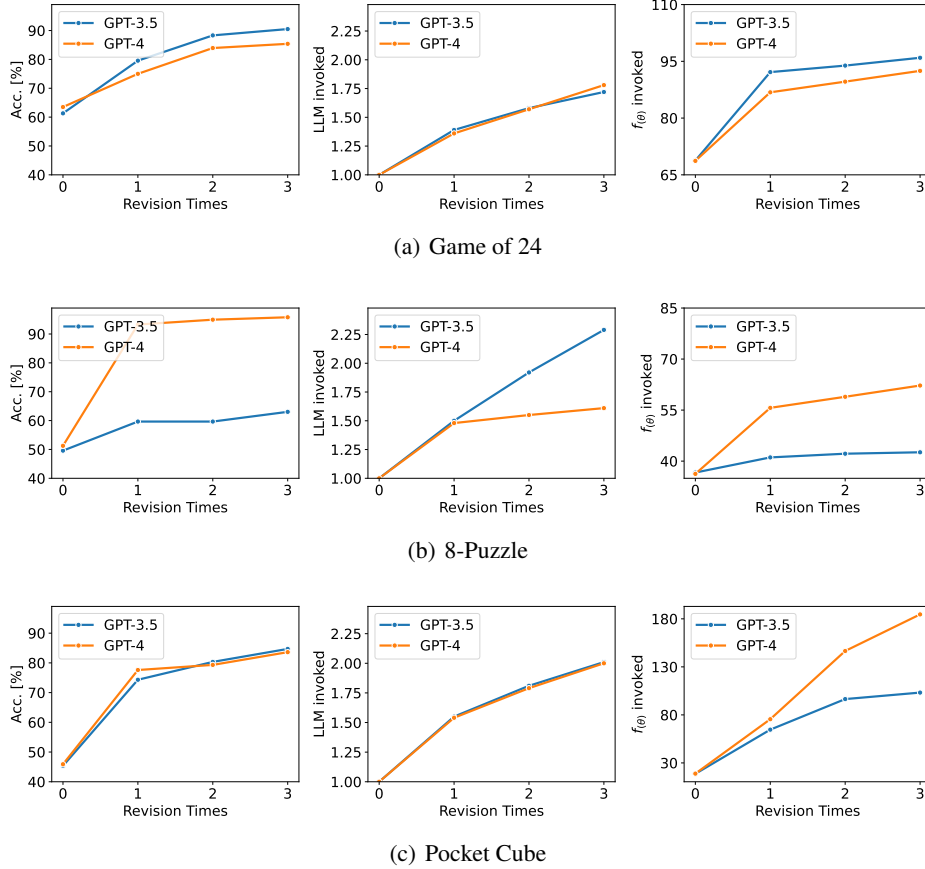 GPT-3.5
GPT-4
Acc. [%]
90
80
70
60
50
40
0 1 2 3
Revision Times
GPT-3.5
GPT-4
LLM invoked
2.25
2.00
1.75
1.50
1.25
1.00
0 1 2 3
Revision Times
GPT-3.5
GPT-4
f(θ) invoked
110
95
80
65
0 1 2 3
Revision Times
(a) Game of 24
GPT-3.5
GPT-4
Acc. [%]
90
80
70
60
50
40
0 1 2 3
Revision Times
GPT-3.5
GPT-4
LLM invoked
2.25
2.00
1.75
1.50
1.25
1.00
0 1 2 3
Revision Times
GPT-3.5
GPT-4
f(θ) invoked
85
70
55
40
0 1 2 3
Revision Times
(b) 8-Puzzle
GPT-3.5
GPT-4
Acc. [%]
90
80
70
60
50
40
0 1 2 3
Revision Times
GPT-3.5
GPT-4
LLM invoked
2.25
2.00
1.75
1.50
1.25
1.00
0 1 2 3
Revision Times
GPT-3.5
GPT-4
f(θ) invoked
180
130
80
30
0 1 2 3
Revision Times
(c) Pocket Cube